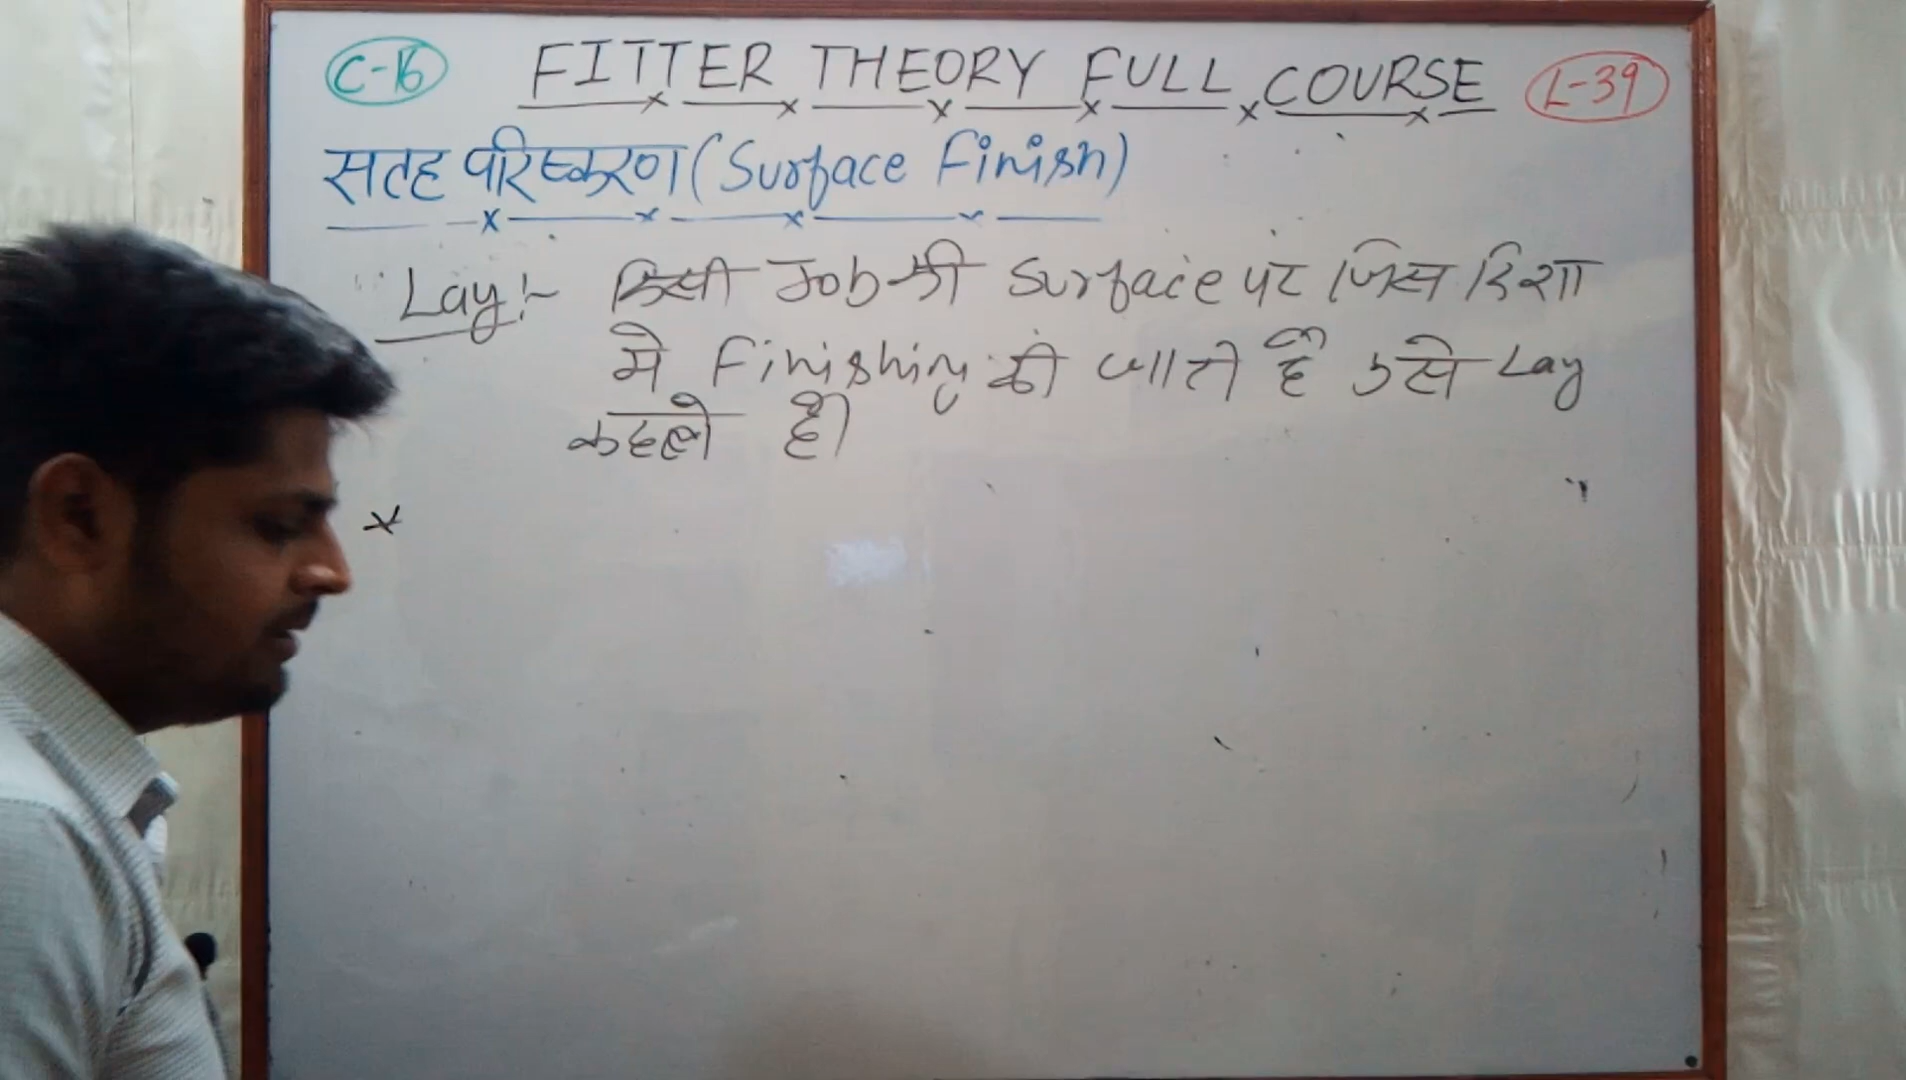 C-16 FITTER THEORY FULL COURSE L-39
सतह परिष्करण (Surface Finish)
Lay:- किसी Job की Surface पर जिस दिशा
मे Finishing की जाती है उसे Lay
कहते है।